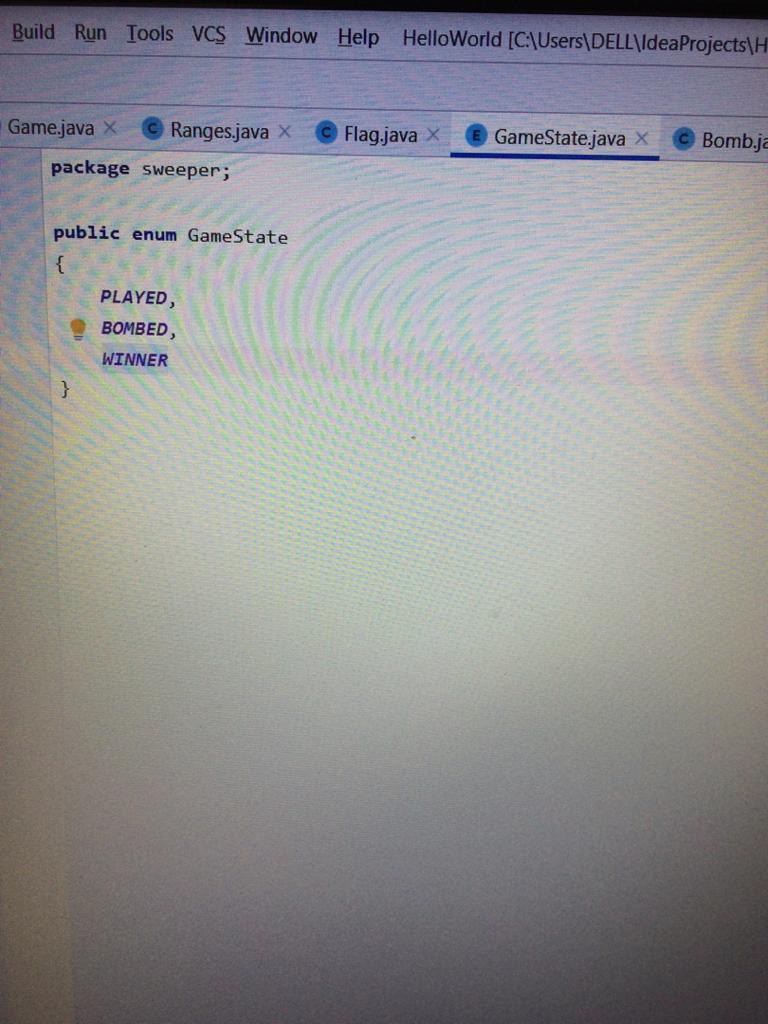 Build Run Tools VCS Window Help HelloWorld [C:\Users\DELL\IdeaProjects\H
Game.java × C Ranges.java × C Flag.java × E GameState.java × C Bomb.ja
package sweeper;
public enum GameState
{
PLAYED,
BOMBED,
WINNER
}